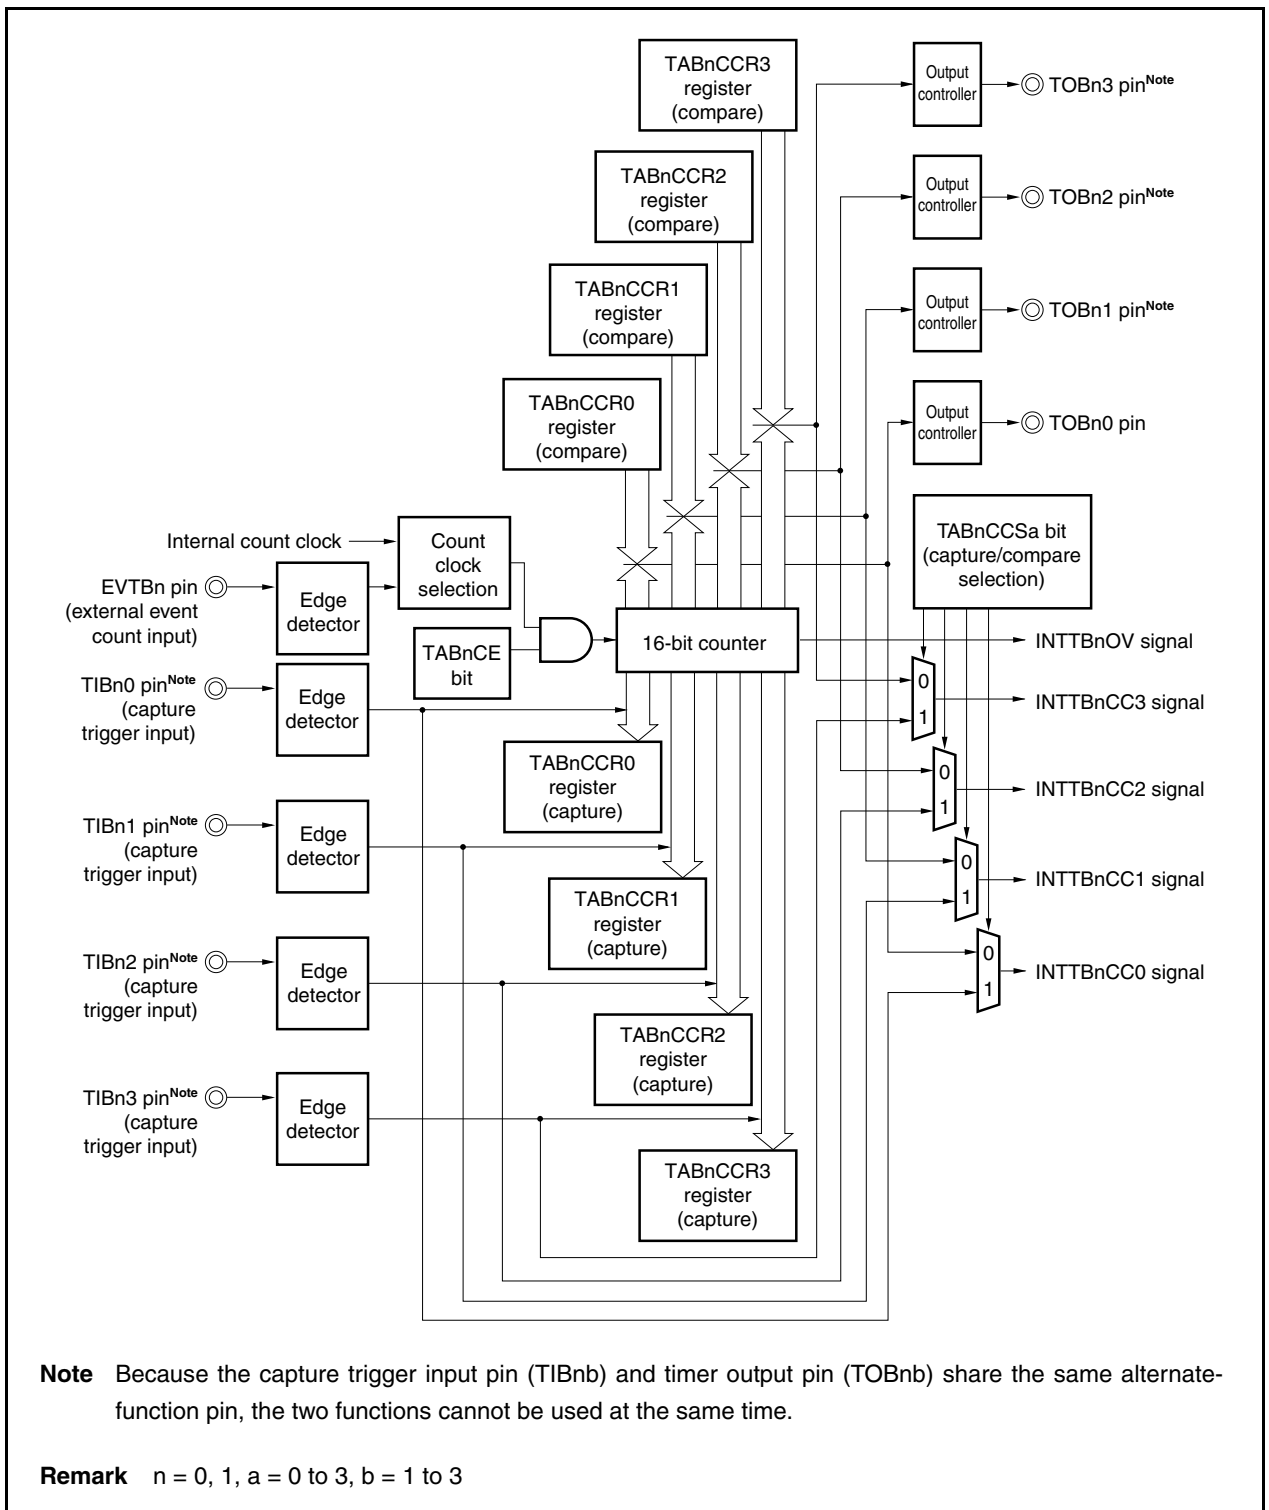 TABnCCR3
register
(compare)
Output
controller
TOBn3 pinNote
TABnCCR2
register
(compare)
Output
controller
TOBn2 pinNote
TABnCCR1
register
(compare)
Output
controller
TOBn1 pinNote
TABnCCR0
register
(compare)
Output
controller
TOBn0 pin
TABnCCSa bit
(capture/compare
selection)
Internal count clock
Count
clock
selection
EVTBn pin
(external event
count input)
Edge
detector
TABnCE
bit
16-bit counter
INTTBnOV signal
TIBn0 pinNote
(capture
trigger input)
Edge
detector
0
1
INTTBnCC3 signal
TABnCCR0
register
(capture)
0
1
INTTBnCC2 signal
TIBn1 pinNote
(capture
trigger input)
Edge
detector
0
1
INTTBnCC1 signal
TABnCCR1
register
(capture)
TIBn2 pinNote
(capture
trigger input)
Edge
detector
0
1
INTTBnCC0 signal
TABnCCR2
register
(capture)
TIBn3 pinNote
(capture
trigger input)
Edge
detector
TABnCCR3
register
(capture)
Note Because the capture trigger input pin (TIBnb) and timer output pin (TOBnb) share the same alternate-
function pin, the two functions cannot be used at the same time.
Remark n = 0, 1, a = 0 to 3, b = 1 to 3